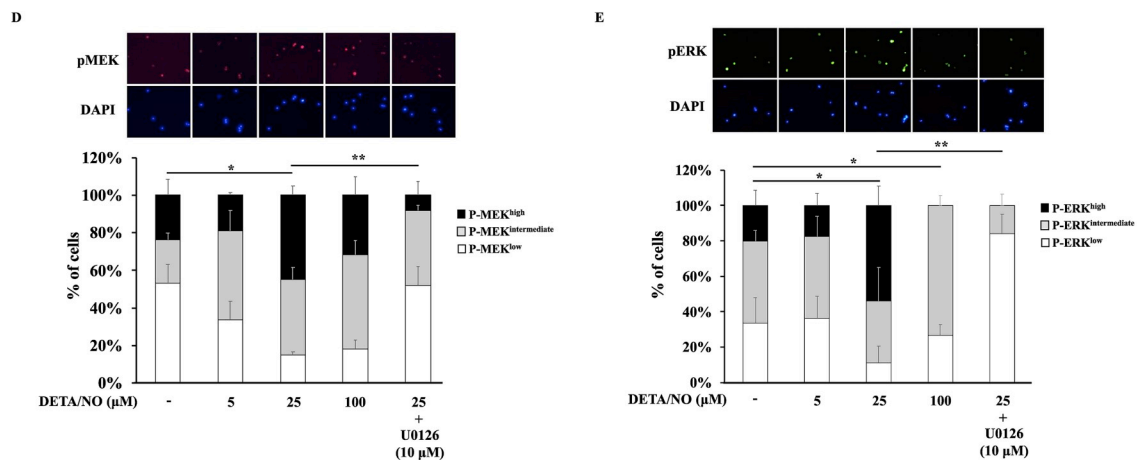 D
pMEK
DAPI
120%
100%
80%
60%
40%
20%
0%
% of cells
*
**
P-MEKhigh
P-MEKintermediate
P-MEKlow
DETA/NO (µM)
- 5 25 100 25
+
U0126
(10 µM)
E
pERK
DAPI
120%
100%
80%
60%
40%
20%
0%
% of cells
**
*
*
P-ERKhigh
P-ERKintermediate
P-ERKlow
DETA/NO (µM)
- 5 25 100 25
+
U0126
(10 µM)